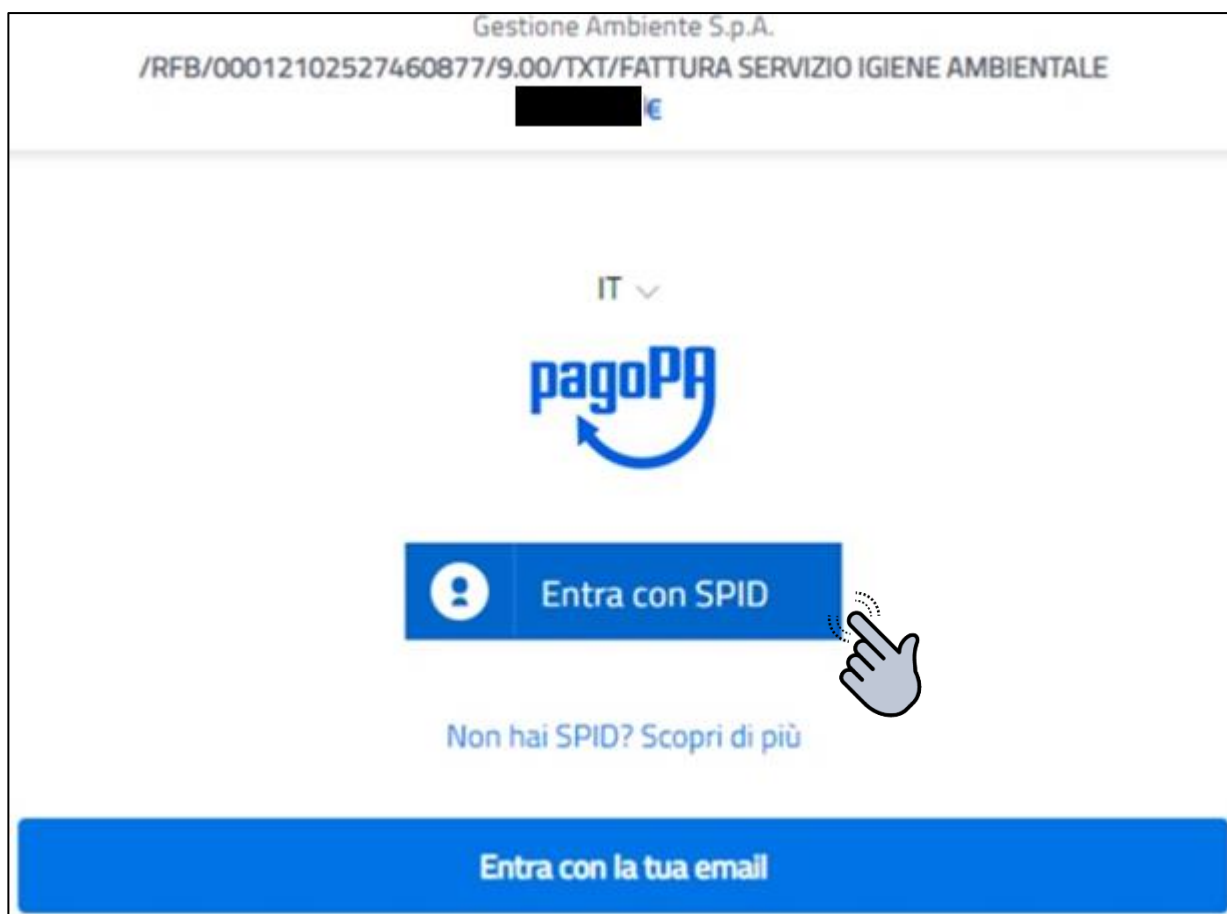 Gestione Ambiente S.p.A.
/RFB/00012102527460877/9.00/TXT/FATTURA SERVIZIO IGIENE AMBIENTALE
€
IT
pagoPA
Entra con SPID
Non hai SPID? Scopri di più
Entra con la tua email